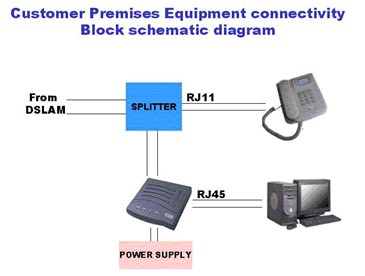 Customer Premises Equipment connectivity
Block schematic diagram
From
DSLAM
SPLITTER
RJ11
RJ45
POWER SUPPLY